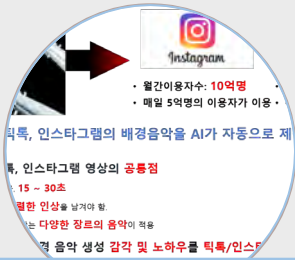 Instagram
• 월간이용자수: 10억명 •
• 매일 5억명의 이용자가 이용 •
틱톡, 인스타그램의 배경음악을 AI가 자동으로 제
톡, 인스타그램 영상의 공통점
15 ~ 30초
렬한 인상을 남겨야 함.
는 다양한 장르의 음악이 적용
경 음악 생성 감각 및 노하우를 틱톡/인스타